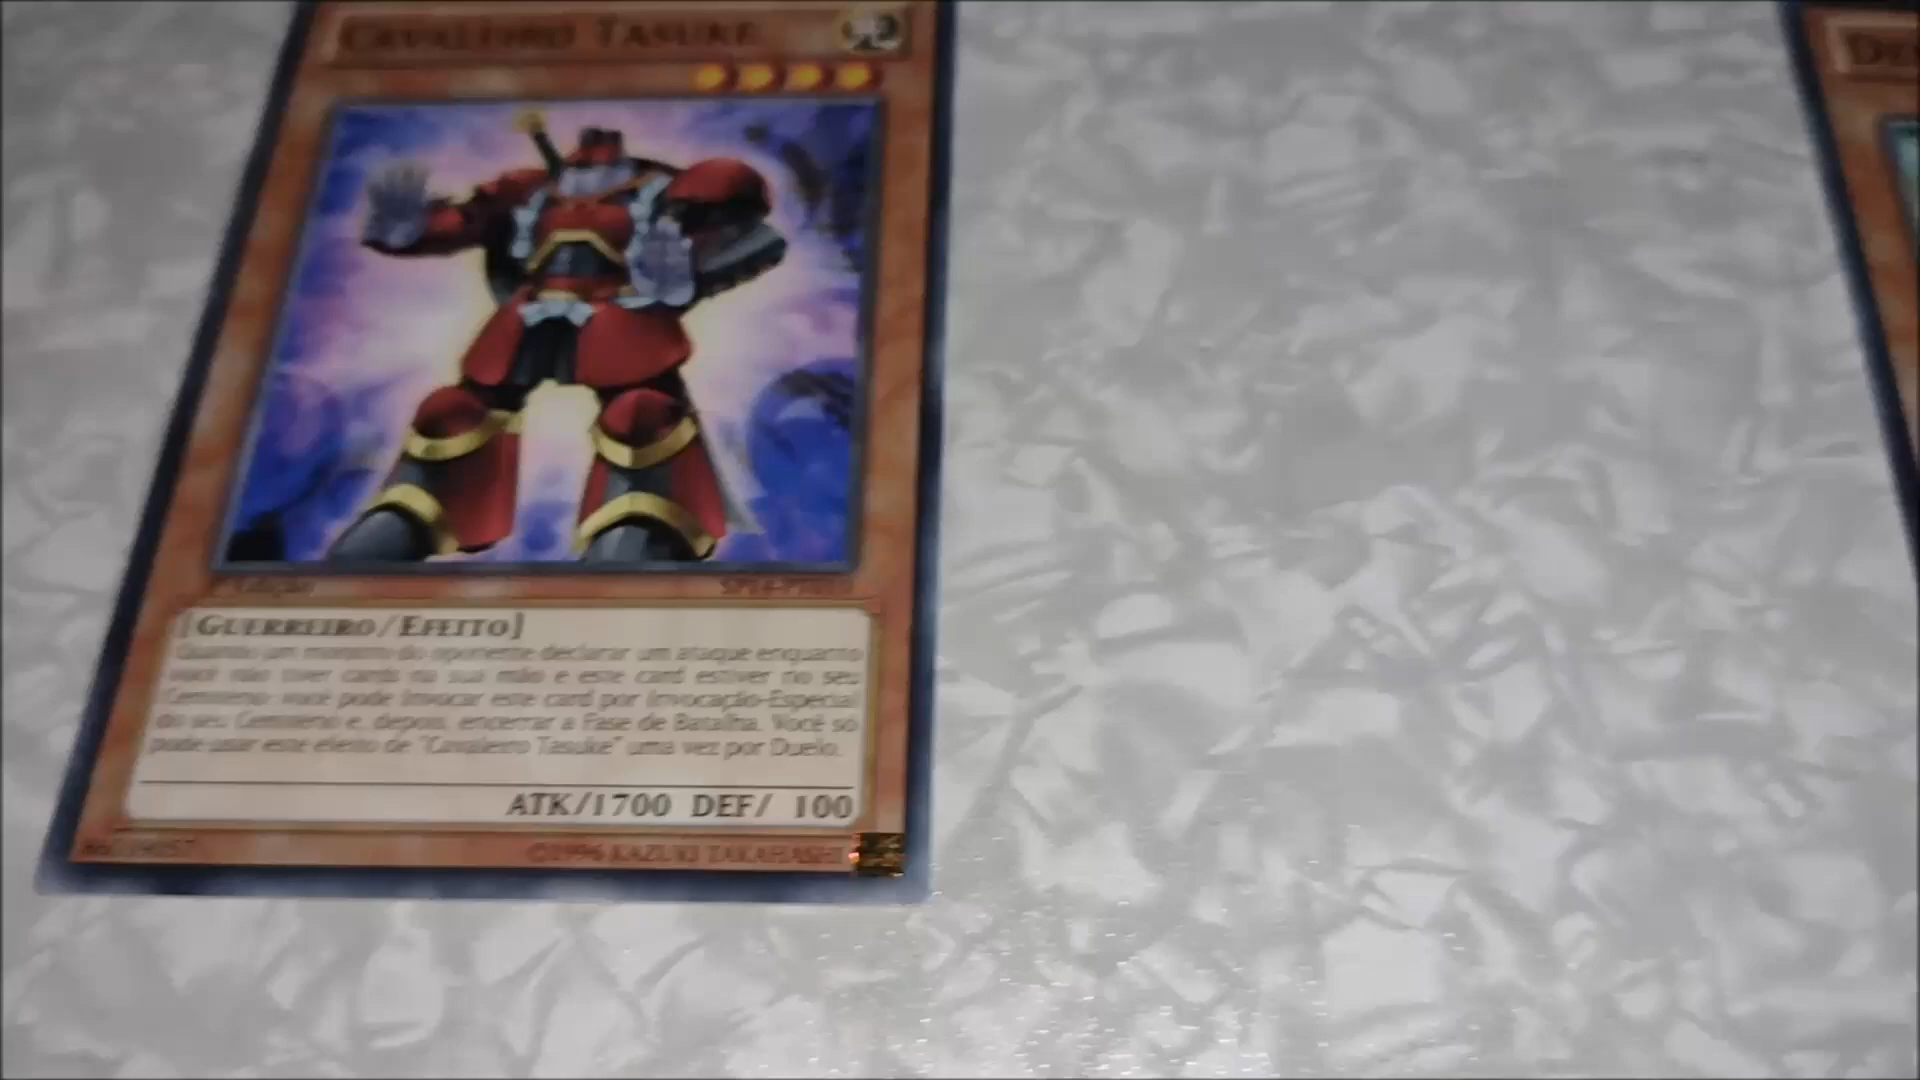 CAVALEIRO TASUKE
DE
Edição
[GUERREIRO/EFEITO]
Quando um monstro do oponente declarar um ataque enquanto
você não tiver cards na sua mão e este card estiver no seu
Cemitério: você pode Invocar este card por Invocação-Especial
do seu Cemitério e, depois, encerrar a Fase de Batalha. Você só
pode usar este efeito de "Cavaleiro Tasuke" uma vez por Duelo.
ATK/1700 DEF/ 100
©1996 KAZUKI TAKAHASHI